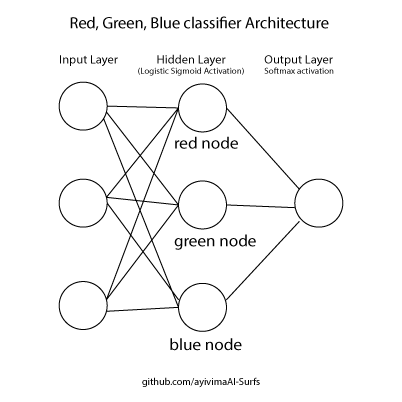 Red, Green, Blue classifier Architecture
Input Layer
Hidden Layer
(Logistic Sigmoid Activation)
Output Layer
Softmax activation
red node
green node
blue node
github.com/ayivimaAI-Surfs